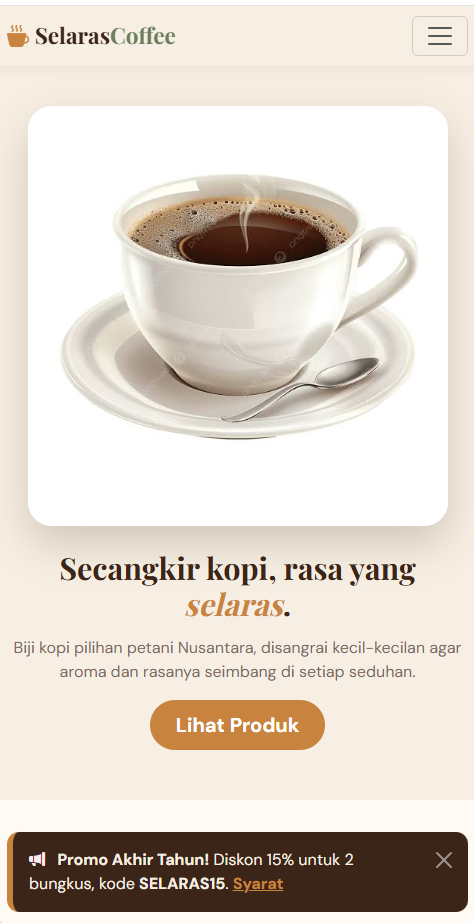 SelarasCoffee
Secangkir kopi, rasa yang
selaras.
Biji kopi pilihan petani Nusantara, disangrai kecil-kecilan agar
aroma dan rasanya seimbang di setiap seduhan.
Lihat Produk
Promo Akhir Tahun! Diskon 15% untuk 2
bungkus, kode SELARAS15. Syarat